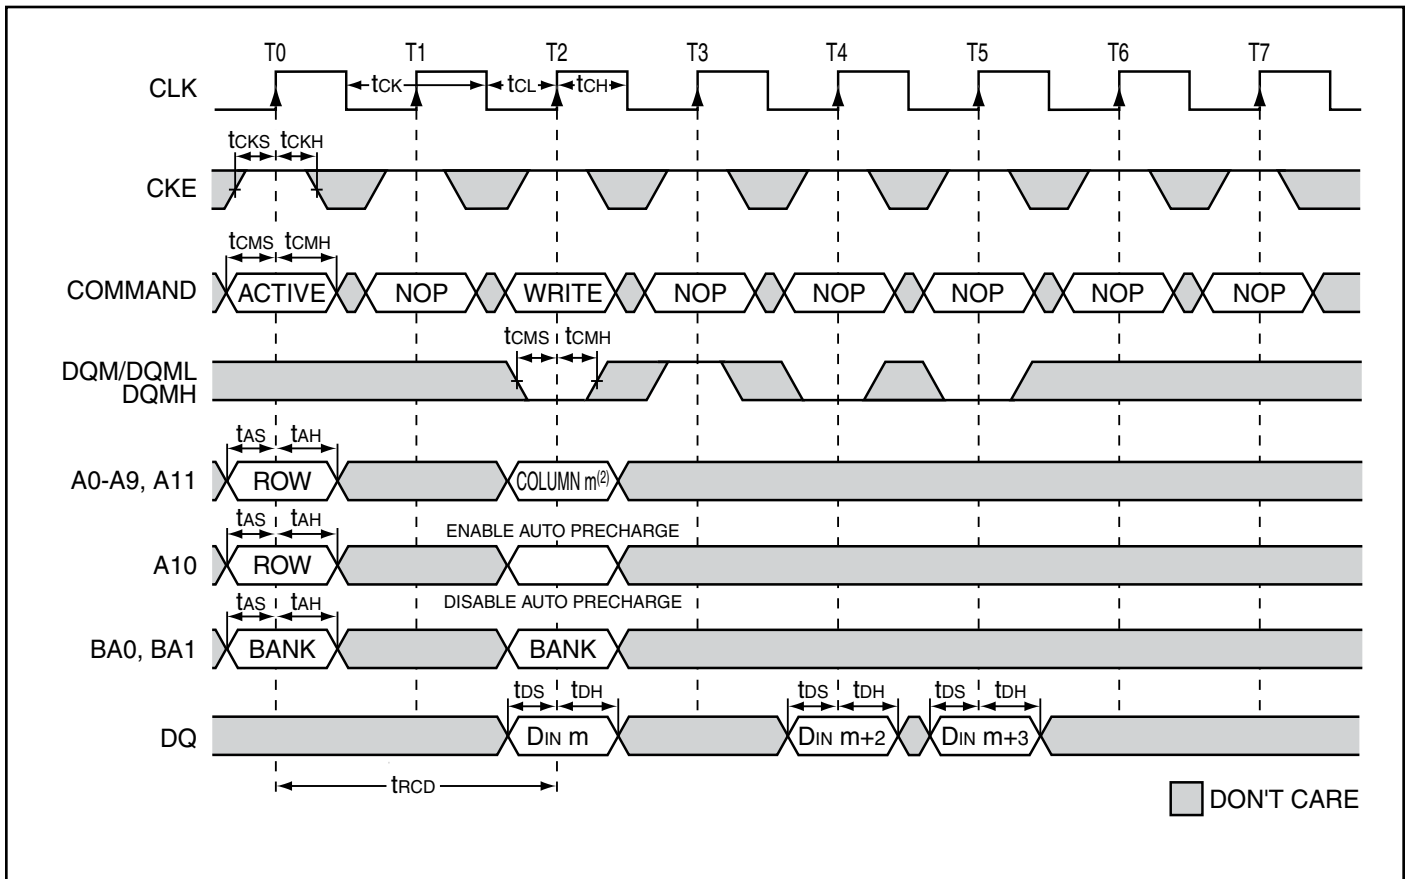 T0 T1 T2 T3 T4 T5 T6 T7
CLK tCK tCL tCH
tCKS tCKH
CKE
tCMS tCMH
COMMAND ACTIVE NOP WRITE NOP NOP NOP NOP NOP
tCMS tCMH
DQM/DQML
DQMH
tAS tAH
A0-A9, A11 ROW COLUMN m(2)
tAS tAH ENABLE AUTO PRECHARGE
A10 ROW
tAS tAH DISABLE AUTO PRECHARGE
BA0, BA1 BANK BANK
tDS tDH tDS tDH tDS tDH
DQ DIN m DIN m+2 DIN m+3
tRCD
DON'T CARE